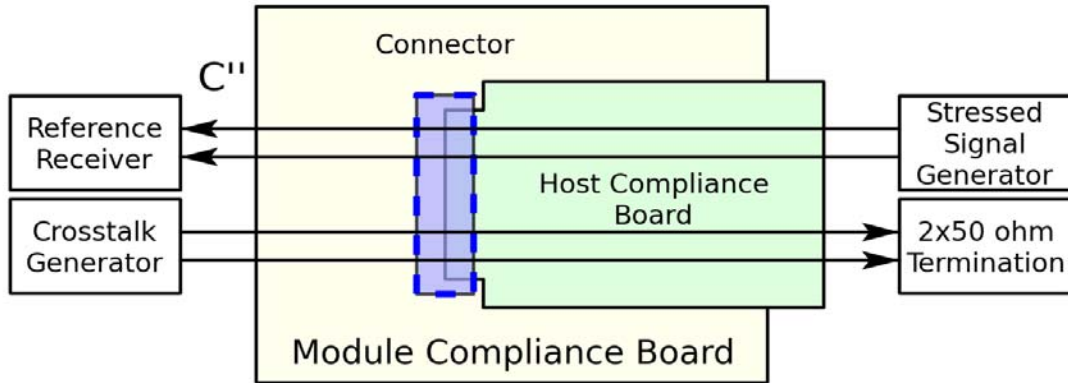 Connector
C''
Reference
Receiver
Stressed
Signal
Generator
Host Compliance
Board
Crosstalk
Generator
2x50 ohm
Termination
Module Compliance Board